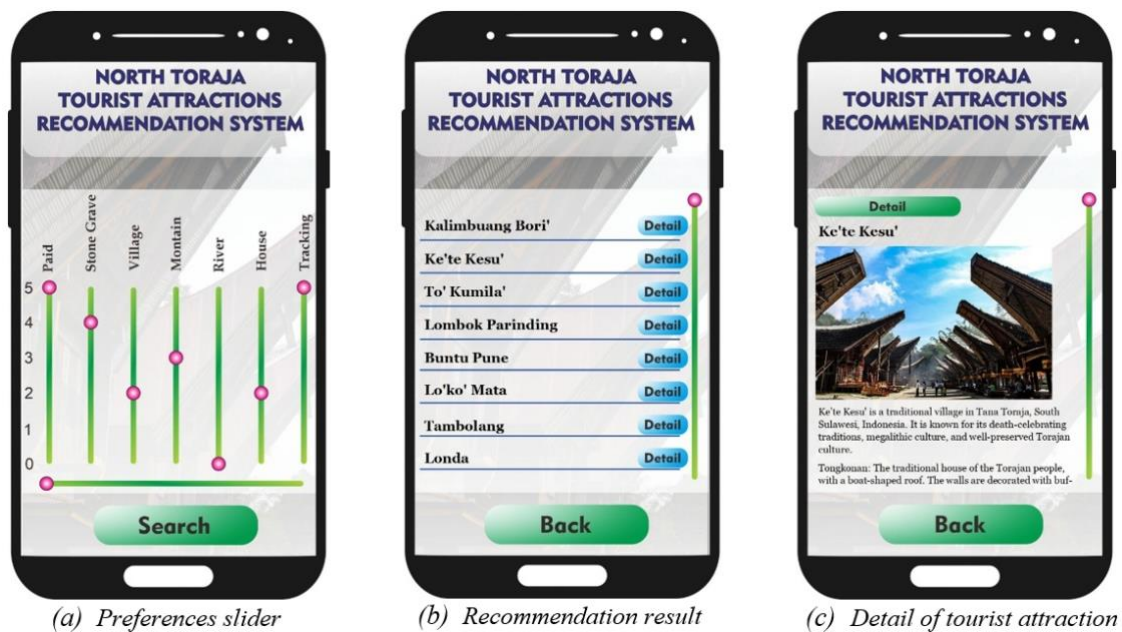 NORTH TORAJA
TOURIST ATTRACTIONS
RECOMMENDATION SYSTEM
Paid
Stone Grave
Village
Montain
River
House
Tracking
5
4
3
2
1
0
Search
(a) Preferences slider
NORTH TORAJA
TOURIST ATTRACTIONS
RECOMMENDATION SYSTEM
Kalimbuang Bori' Detail
Ke'te Kesu' Detail
To' Kumila' Detail
Lombok Parinding Detail
Buntu Pune Detail
Lo'ko' Mata Detail
Tambolang Detail
Londa Detail
Back
(b) Recommendation result
NORTH TORAJA
TOURIST ATTRACTIONS
RECOMMENDATION SYSTEM
Detail
Ke'te Kesu'
Ke'te Kesu' is a traditional village in Tana Toraja, South
Sulawesi, Indonesia. It is known for its death-celebrating
traditions, megalithic culture, and well-preserved Torajan
culture.
Tongkonan: The traditional house of the Torajan people,
with a boat-shaped roof. The walls are decorated with buf-
Back
(c) Detail of tourist attraction